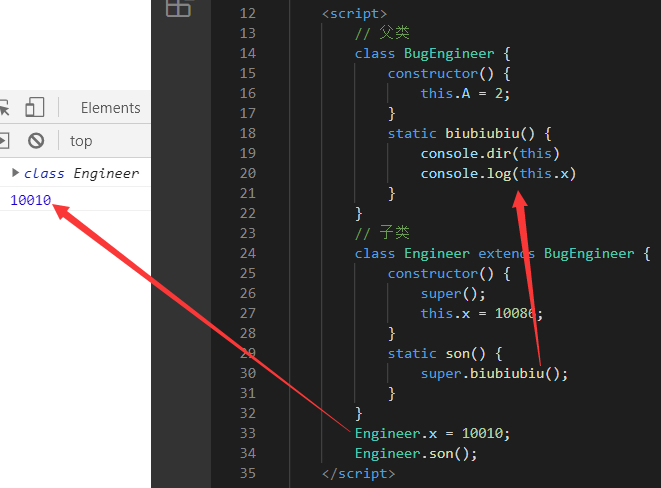 Elements
top
class Engineer
10010
12 <script>
13 // 父类
14 class BugEngineer {
15 constructor() {
16 this.A = 2;
17 }
18 static biubiubiu() {
19 console.dir(this)
20 console.log(this.x)
21 }
22 }
23 // 子类
24 class Engineer extends BugEngineer {
25 constructor() {
26 super();
27 this.x = 10086;
28 }
29 static son() {
30 super.biubiubiu();
31 }
32 }
33 Engineer.x = 10010;
34 Engineer.son();
35 </script>